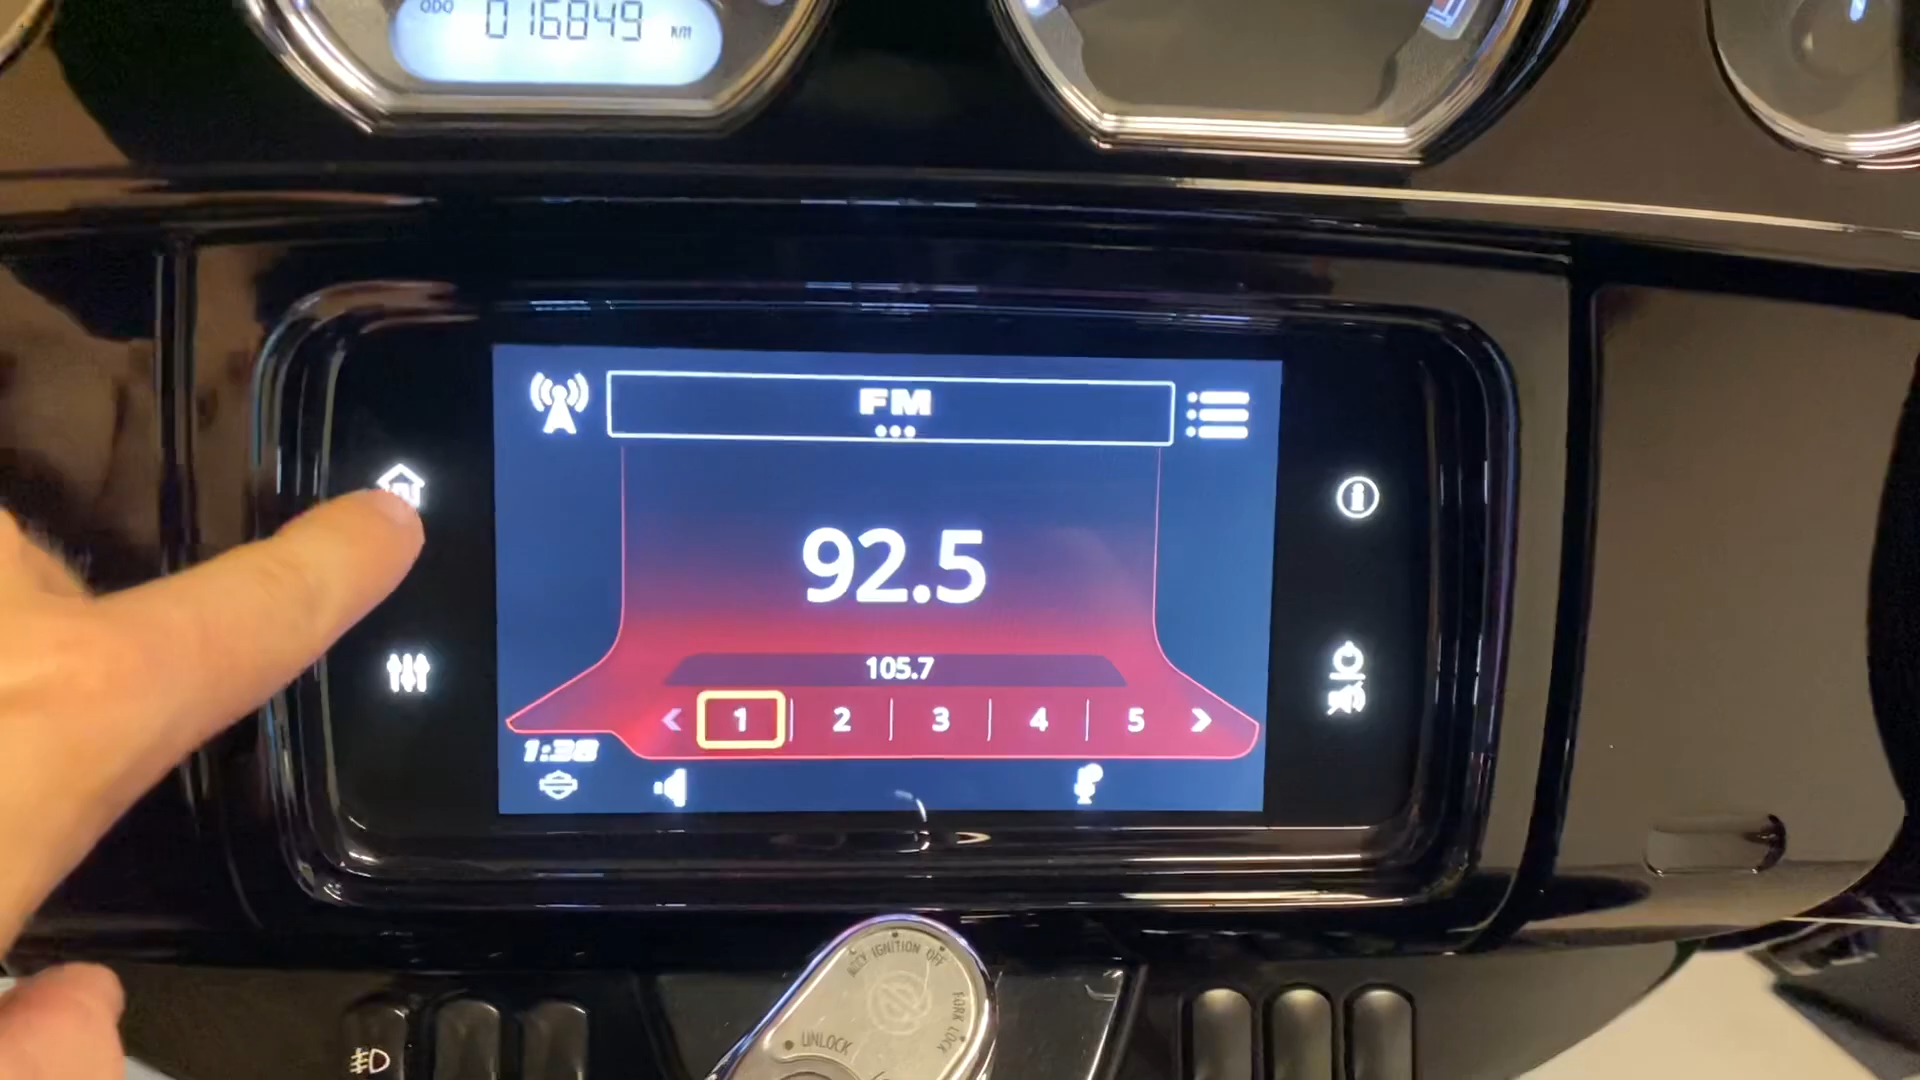 ODO 016849 km
FM
92.5
105.7
1 2 3 4 5
1:38
ACCY IGNITION OFF
FORK LOCK
UNLOCK